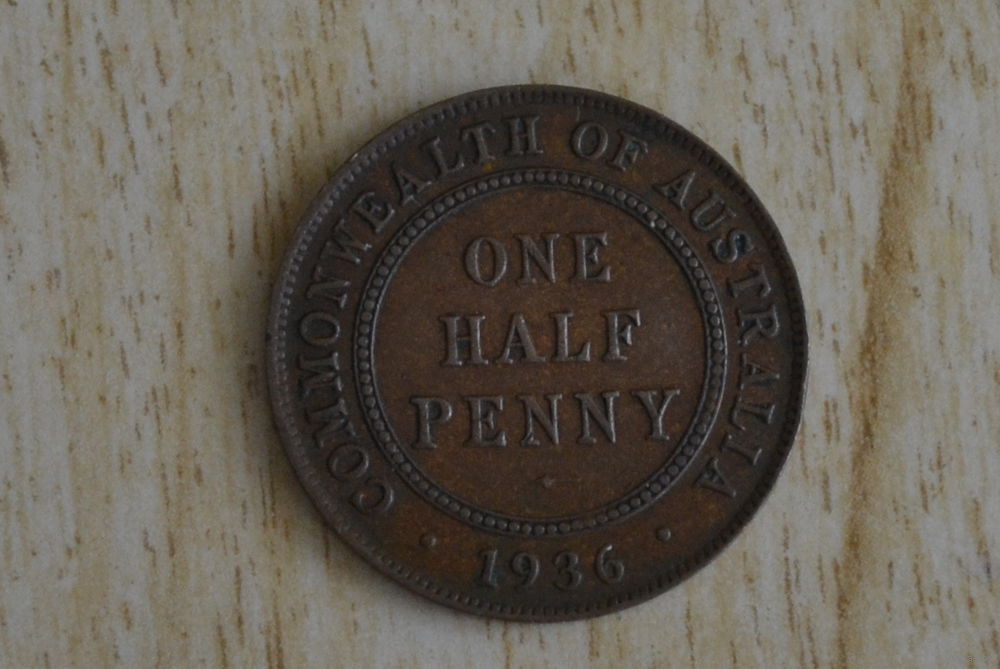 COMMONWEALTH OF AUSTRALIA
ONE
HALF
PENNY
· 1936 ·